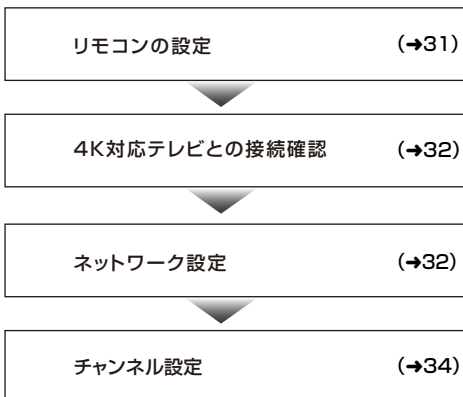 リモコンの設定 (➔31)
4K対応テレビとの接続確認 (➔32)
ネットワーク設定 (➔32)
チャンネル設定 (➔34)